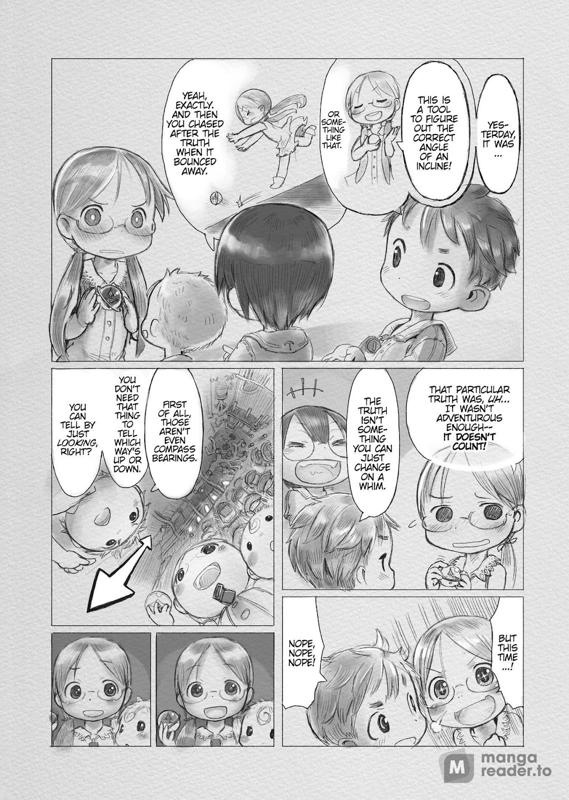 YES-
TERDAY,
IT WAS
...
THIS IS
A TOOL
TO FIGURE
OUT THE
CORRECT
ANGLE
OF AN
INCLINE!
OR
SOME-
THING
LIKE
THAT.
YEAH,
EXACTLY.
AND THEN
YOU CHASED
AFTER THE
TRUTH
WHEN IT
BOUNCED
AWAY.
THAT PARTICULAR
TRUTH WAS, UH...
IT WASN'T
ADVENTUROUS
ENOUGH--
IT DOESN'T
COUNT!
THE
TRUTH
ISN'T
SOME-
THING
YOU CAN
JUST
CHANGE
ON A
WHIM.
BUT
THIS
TIME
...!
NOPE,
NOPE,
NOPE!
FIRST
OF ALL,
THOSE
AREN'T
EVEN
COMPASS
BEARINGS.
YOU
DON'T
NEED
THAT
THING
TO TELL
WHICH
WAY'S UP
OR DOWN.
YOU
CAN
TELL BY
JUST
LOOKING,
RIGHT?
M manga
reader.to